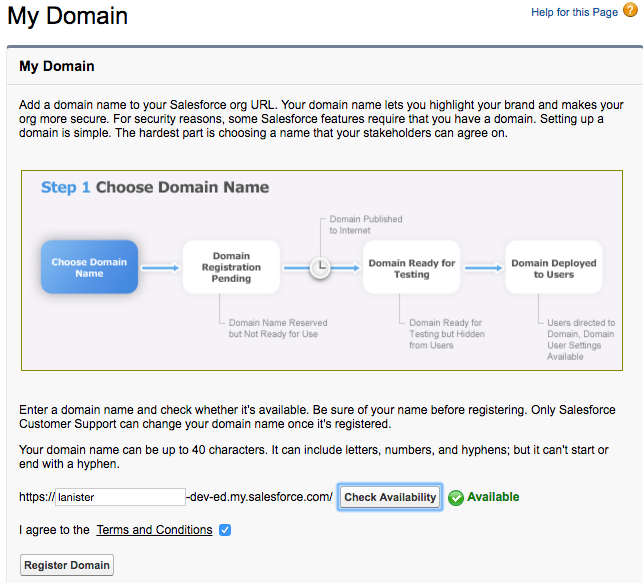 My Domain
Help for this Page ?
My Domain
Add a domain name to your Salesforce org URL. Your domain name lets you highlight your brand and makes your
org more secure. For security reasons, some Salesforce features require that you have a domain. Setting up a
domain is simple. The hardest part is choosing a name that your stakeholders can agree on.
Step 1 Choose Domain Name
Domain Published
to Internet
Choose Domain
Name
Domain
Registration
Pending
Domain Ready for
Testing
Domain Deployed
to Users
Domain Name Reserved
but Not Ready for Use
Domain Ready for
Testing but Hidden
from Users
Users directed to
Domain, Domain
User Settings
Available
Enter a domain name and check whether it's available. Be sure of your name before registering. Only Salesforce
Customer Support can change your domain name once it's registered.
Your domain name can be up to 40 characters. It can include letters, numbers, and hyphens; but it can't start or
end with a hyphen.
https:// lanister -dev-ed.my.salesforce.com/ Check Availability Available
I agree to the Terms and Conditions
Register Domain